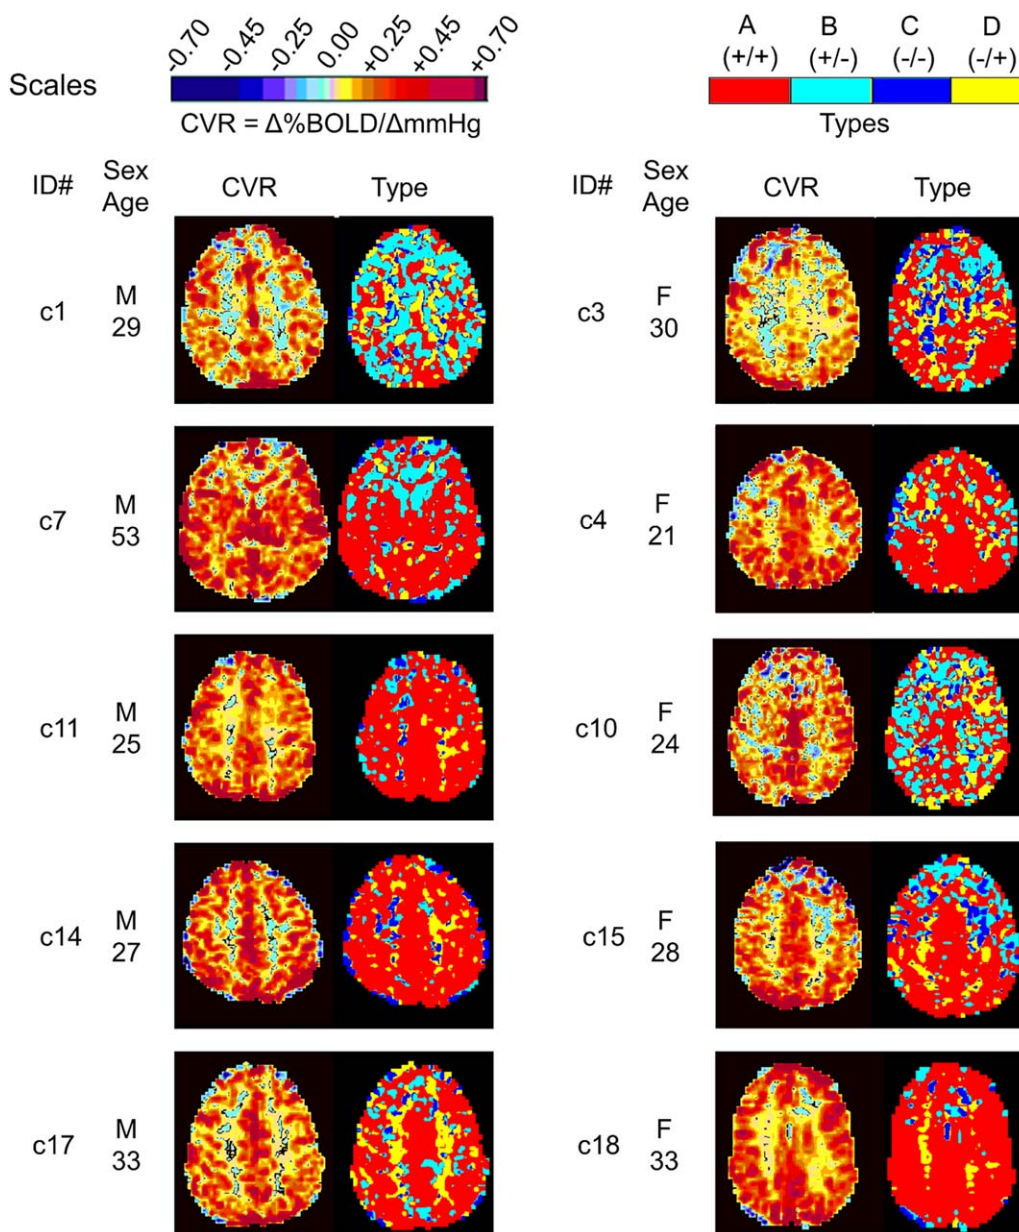 -0.70 -0.45 -0.25 0.00 +0.25 +0.45 +0.70
Scales
CVR = Δ%BOLD/ΔmmHg
A B C D
(+/+) (+/-) (-/-) (-/+)
Types
ID# Sex Age CVR Type
ID# Sex Age CVR Type
c1 M 29
c3 F 30
c7 M 53
c4 F 21
c11 M 25
c10 F 24
c14 M 27
c15 F 28
c17 M 33
c18 F 33